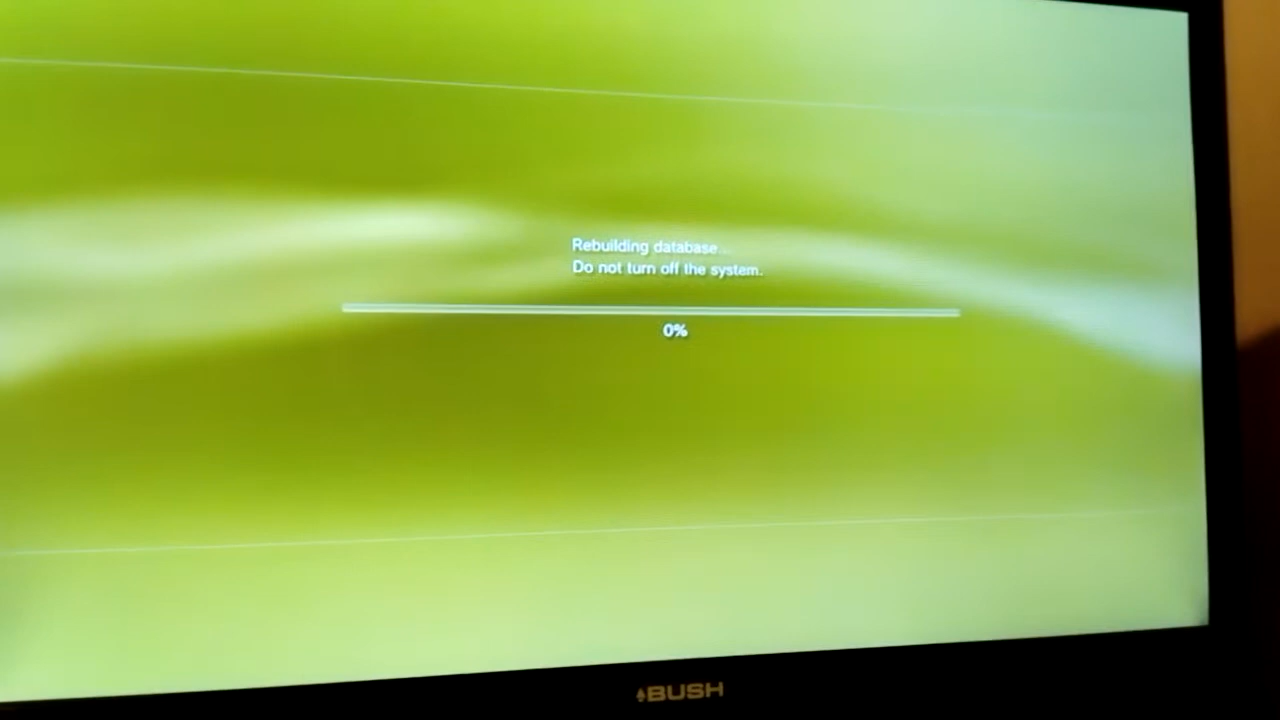 Rebuilding database...
Do not turn off the system.
0%
BUSH